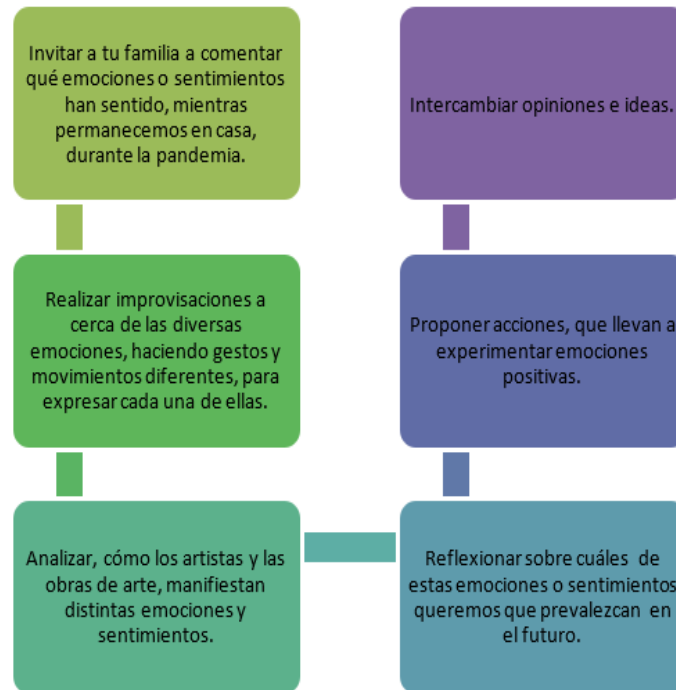 Invitar a tu familia a comentar
qué emociones o sentimientos
han sentido, mientras
permanecemos en casa,
durante la pandemia.
Realizar improvisaciones a
cerca de las diversas
emociones, haciendo gestos y
movimientos diferentes, para
expresar cada una de ellas.
Analizar, cómo los artistas y las
obras de arte, manifiestan
distintas emociones y
sentimientos.
Reflexionar sobre cuáles de
estas emociones o sentimientos
queremos que prevalezcan en
el futuro.
Proponer acciones, que llevan a
experimentar emociones
positivas.
Intercambiar opiniones e ideas.